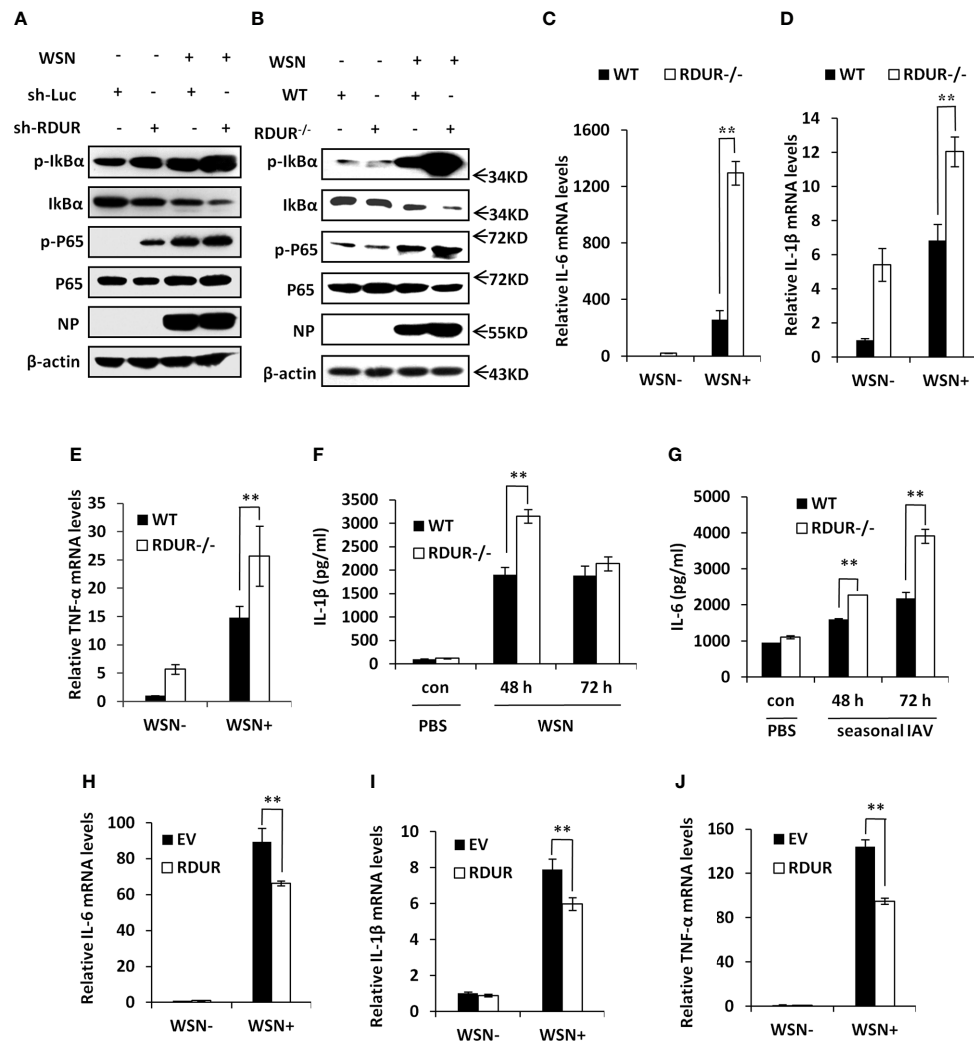 A
WSN - - + +
sh-Luc + - + -
sh-RDUR - + - +
p-IkBα
IkBα
p-P65
P65
NP
β-actin
B
WSN - - + +
WT + - + -
RDUR-/- - + - +
p-IkBα ←34KD
IkBα ←34KD
p-P65 ←72KD
P65 ←72KD
NP ←55KD
β-actin ←43KD
C
WT RDUR-/-
Relative IL-6 mRNA levels
1600
1200
800
400
0
**
WSN- WSN+
D
WT RDUR-/-
Relative IL-1β mRNA levels
14
12
10
8
6
4
2
0
**
WSN- WSN+
E
Relative TNF-α mRNA levels
35
30
25
20
15
10
5
0
WT
RDUR-/-
**
WSN- WSN+
F
IL-1β (pg/ml)
3500
3000
2500
2000
1500
1000
500
0
WT
RDUR-/-
**
con 48 h 72 h
PBS WSN
G
IL-6 (pg/ml)
5000
4000
3000
2000
1000
0
WT
RDUR-/-
**
**
con 48 h 72 h
PBS seasonal IAV
H
Relative IL-6 mRNA levels
100
80
60
40
20
0
EV
RDUR
**
WSN- WSN+
I
Relative IL-1β mRNA levels
10
8
6
4
2
0
EV
RDUR
**
WSN- WSN+
J
Relative TNF-α mRNA levels
160
120
80
40
0
EV
RDUR
**
WSN- WSN+